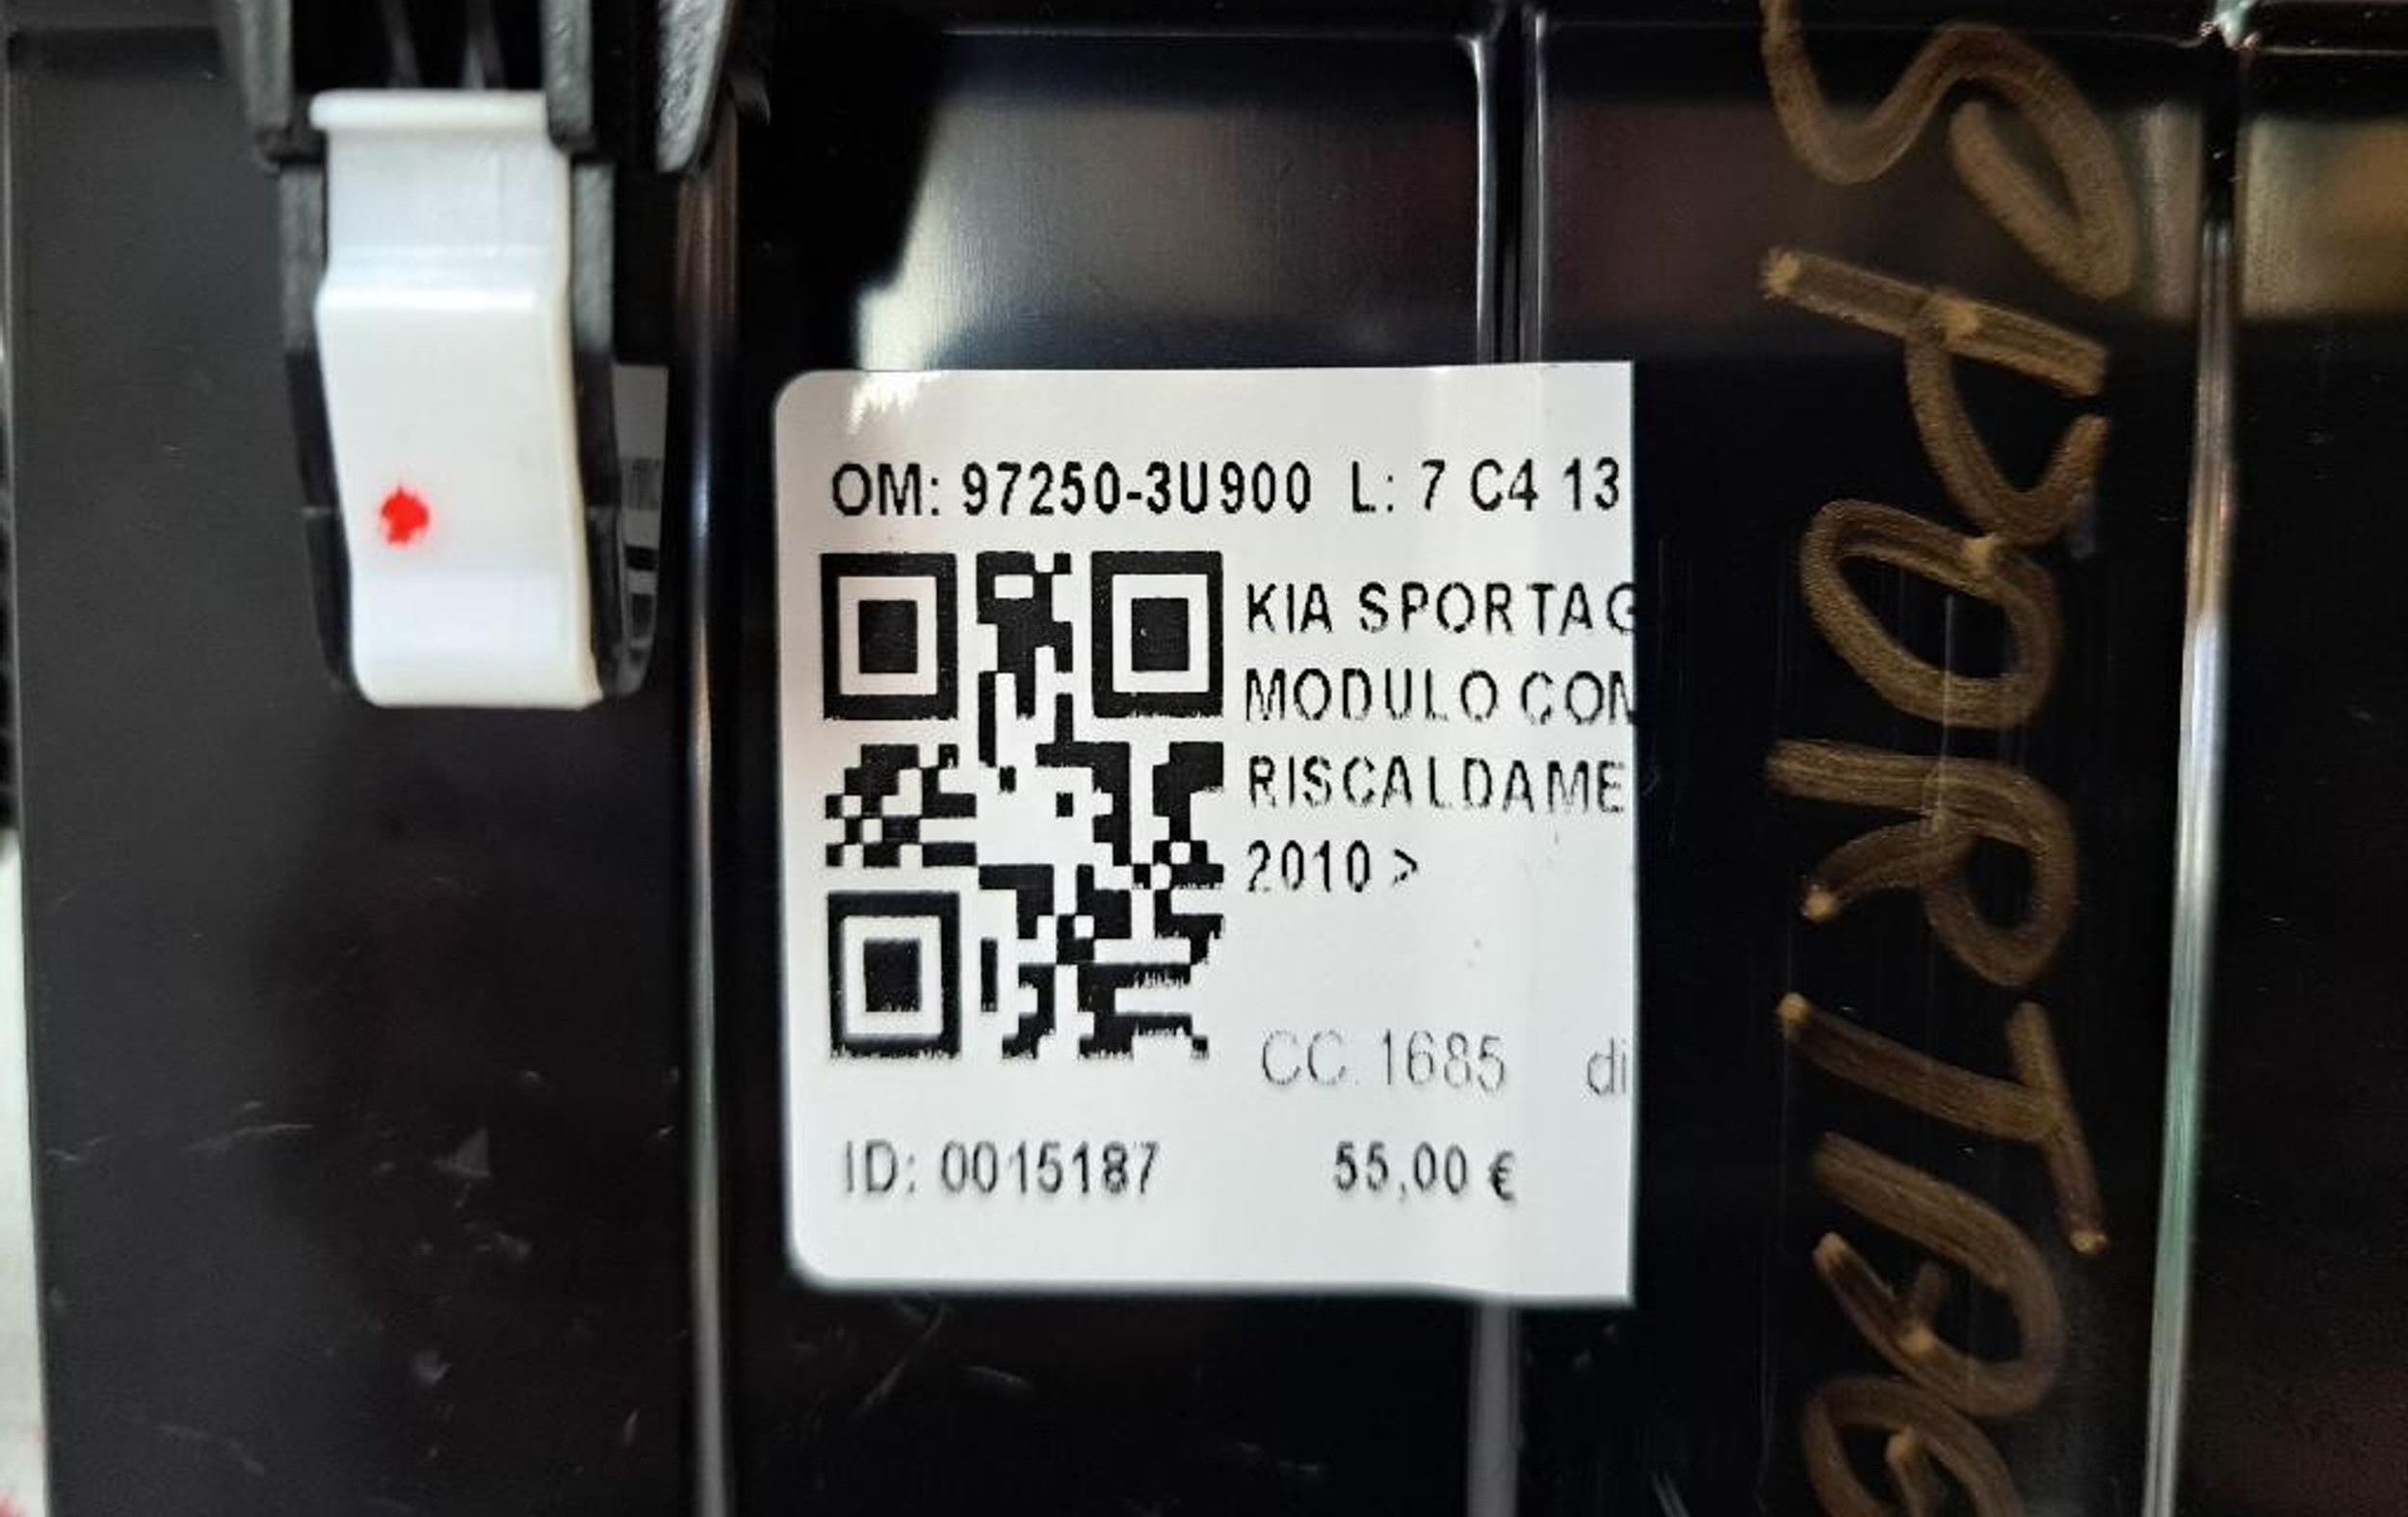 OM: 97250-3U900 L: 7 C4 13
KIA SPORTAG
MODULO CON
RISCALDAME
2010 >
CC. 1685 di
ID: 0015187 55,00 €
SPORTAG